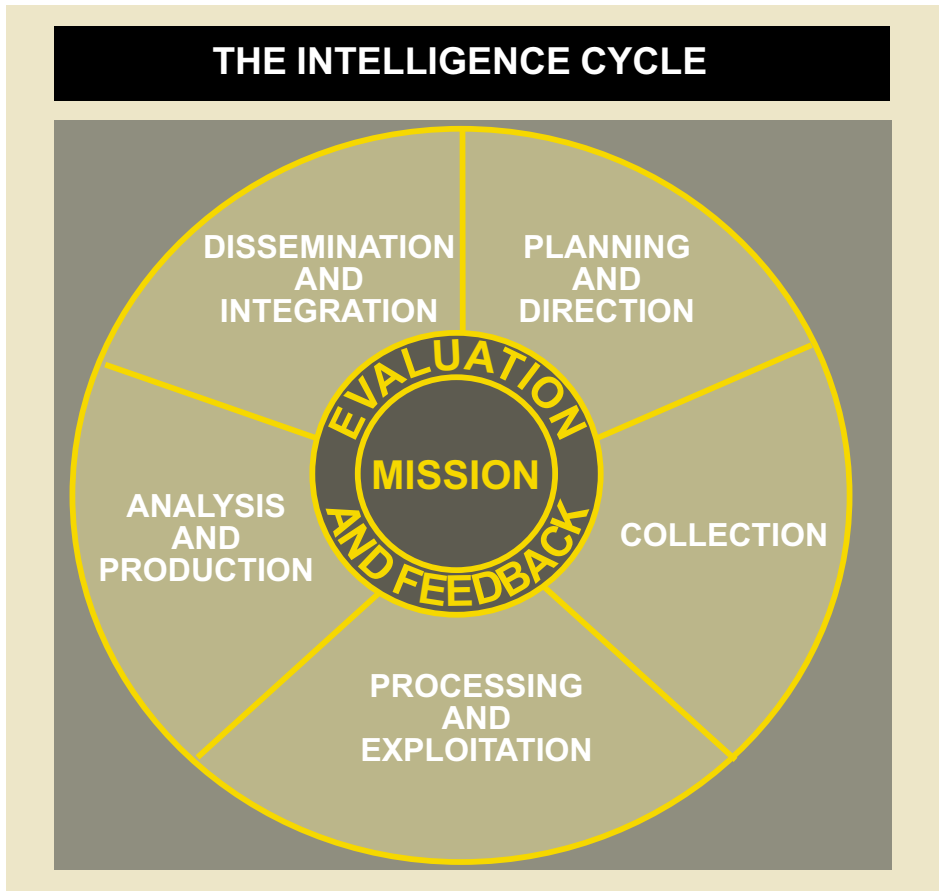 THE INTELLIGENCE CYCLE
DISSEMINATION
AND
INTEGRATION
PLANNING
AND
DIRECTION
EVALUATION
MISSION
AND FEEDBACK
ANALYSIS
AND
PRODUCTION
COLLECTION
PROCESSING
AND
EXPLOITATION